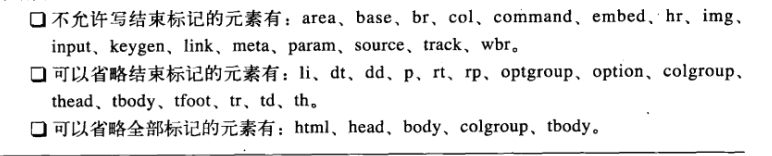 ❑ 不允许写结束标记的元素有：area、base、br、col、command、embed、hr、img、
input、keygen、link、meta、param、source、track、wbr。
❑ 可以省略结束标记的元素有：li、dt、dd、p、rt、rp、optgroup、option、colgroup、
thead、tbody、tfoot、tr、td、th。
❑ 可以省略全部标记的元素有：html、head、body、colgroup、tbody。